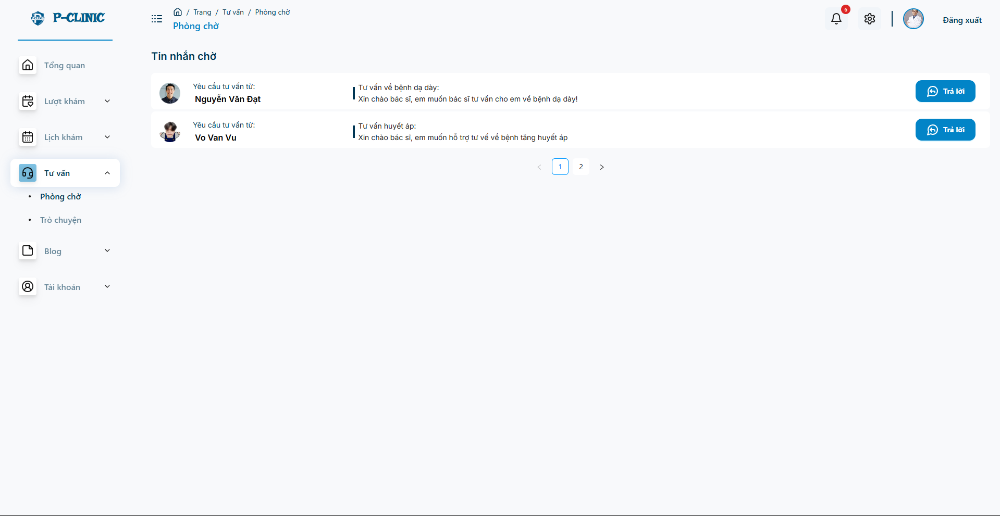 P-CLINIC P-CLINIC
Tổng quan
Lượt khám
Lịch khám
Tư vấn
Phòng chờ
Trò chuyện
Blog
Tài khoản
/ Trang / Tư vấn / Phòng chờ
Phòng chờ
6
Đăng xuất
Tin nhắn chờ
Yêu cầu tư vấn từ:
Nguyễn Văn Đạt
Tư vấn về bệnh dạ dày:
Xin chào bác sĩ, em muốn bác sĩ tư vấn cho em về bệnh dạ dày!
Trả lời
Yêu cầu tư vấn từ:
Vo Van Vu
Tư vấn huyết áp:
Xin chào bác sĩ, em muốn hỗ trợ tư vế về bệnh tăng huyết áp
Trả lời
< 1 2 >